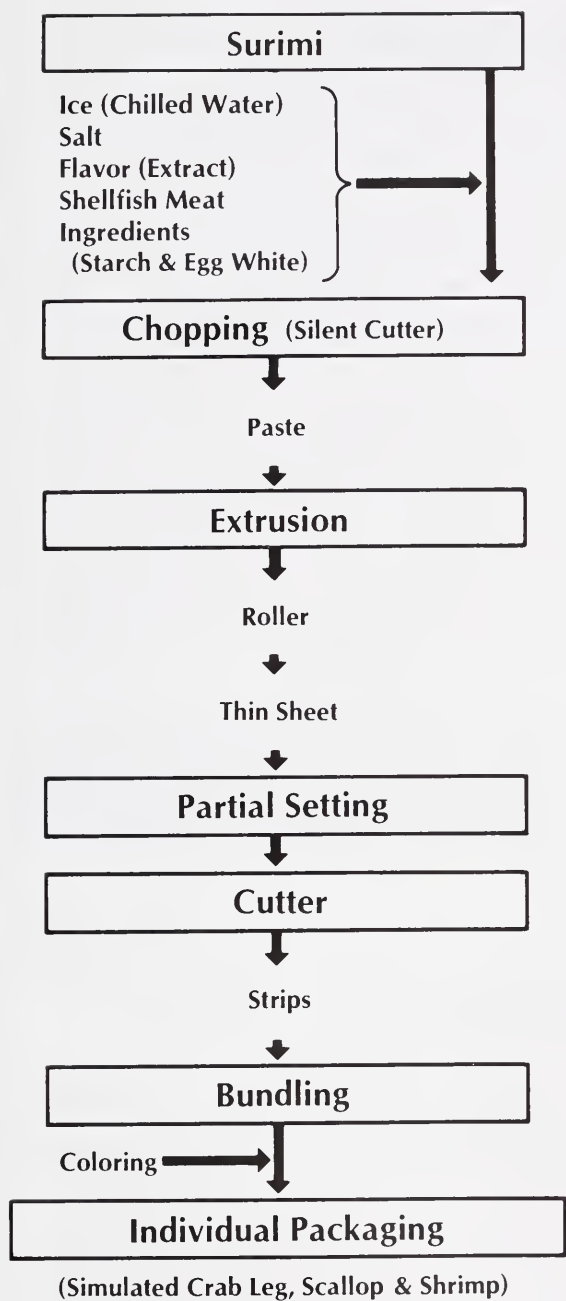 Surimi
Ice (Chilled Water)
Salt
Flavor (Extract)
Shellfish Meat
Ingredients
(Starch & Egg White)
Chopping (Silent Cutter)
Paste
Extrusion
Roller
Thin Sheet
Partial Setting
Cutter
Strips
Bundling
Coloring
Individual Packaging
(Simulated Crab Leg, Scallop & Shrimp)